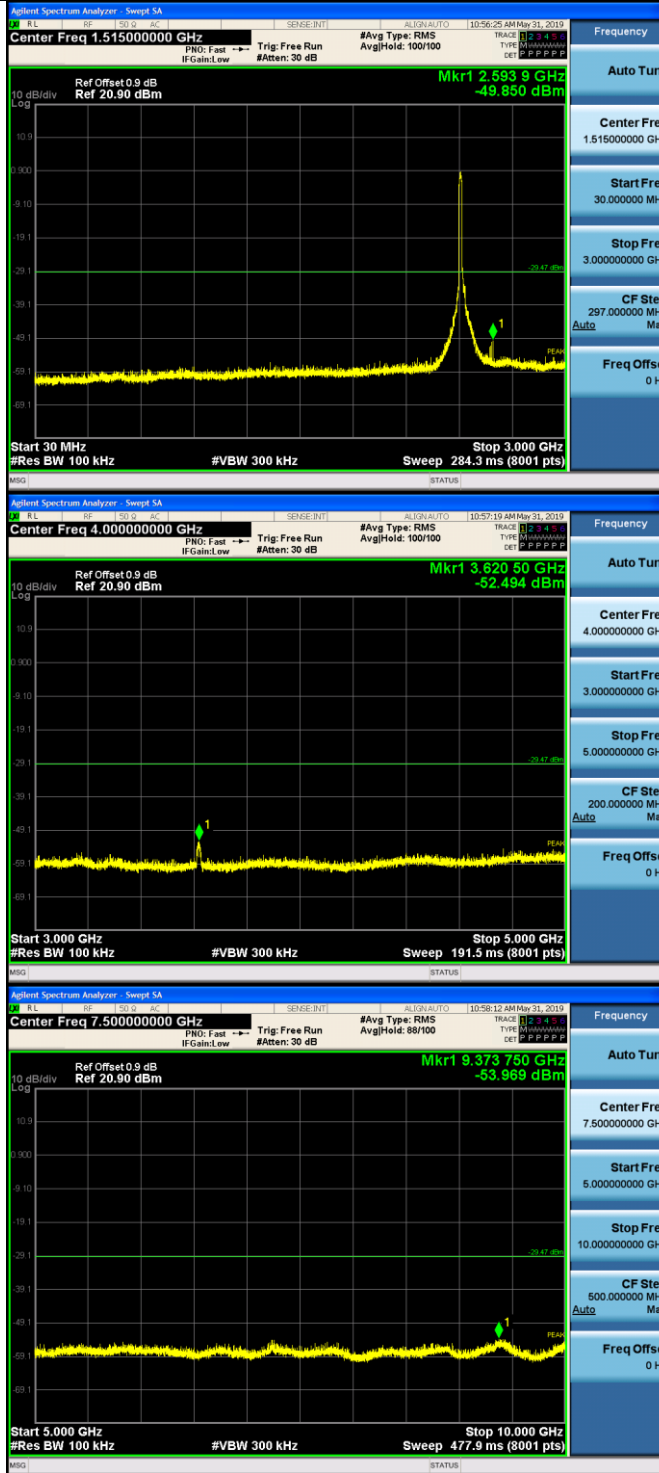 Agilent Spectrum Analyzer - Swept SA
RL RF 50 Ω AC SENSE:INT ALIGNAUTO 10:56:25 AM May 31, 2019
Center Freq 1.515000000 GHz
PNO: Fast
IFGain:Low
Trig: Free Run
#Atten: 30 dB
#Avg Type: RMS
Avg|Hold: 100/100
TRACE 1 2 3 4 5 6
TYPE M
DET P P P P P P
Frequency
Mkr1 2.593 9 GHz
-49.850 dBm
Ref Offset 0.9 dB
Ref 20.90 dBm
10 dB/div
Log
10.9
0.900
-9.10
-19.1
-29.1
-39.1
-49.1
-59.1
-69.1
-29.47 dBm
1
PEAK
Start 30 MHz
#Res BW 100 kHz
#VBW 300 kHz
Stop 3.000 GHz
Sweep 284.3 ms (8001 pts)
MSG STATUS
Auto Tun
Center Fre
1.515000000 GH
Start Fre
30.000000 MH
Stop Fre
3.000000000 GH
CF Ste
297.000000 MH
Auto Ma
Freq Offse
0 H
Agilent Spectrum Analyzer - Swept SA
RL RF 50 Ω AC SENSE:INT ALIGNAUTO 10:57:19 AM May 31, 2019
Center Freq 4.000000000 GHz
PNO: Fast
IFGain:Low
Trig: Free Run
#Atten: 30 dB
#Avg Type: RMS
Avg|Hold: 100/100
TRACE 1 2 3 4 5 6
TYPE M
DET P P P P P P
Frequency
Mkr1 3.620 50 GHz
-52.494 dBm
Ref Offset 0.9 dB
Ref 20.90 dBm
10 dB/div
Log
10.9
0.900
-9.10
-19.1
-29.1
-39.1
-49.1
-59.1
-69.1
-29.47 dBm
1
PEAK
Start 3.000 GHz
#Res BW 100 kHz
#VBW 300 kHz
Stop 5.000 GHz
Sweep 191.5 ms (8001 pts)
MSG STATUS
Auto Tun
Center Fre
4.000000000 GH
Start Fre
3.000000000 GH
Stop Fre
5.000000000 GH
CF Ste
200.000000 MH
Auto Ma
Freq Offse
0 H
Agilent Spectrum Analyzer - Swept SA
RL RF 50 Ω AC SENSE:INT ALIGNAUTO 10:58:12 AM May 31, 2019
Center Freq 7.500000000 GHz
PNO: Fast
IFGain:Low
Trig: Free Run
#Atten: 30 dB
#Avg Type: RMS
Avg|Hold: 88/100
TRACE 1 2 3 4 5 6
TYPE M
DET P P P P P P
Frequency
Mkr1 9.373 750 GHz
-53.969 dBm
Ref Offset 0.9 dB
Ref 20.90 dBm
10 dB/div
Log
10.9
0.900
-9.10
-19.1
-29.1
-39.1
-49.1
-59.1
-69.1
-29.47 dBm
1
PEAK
Start 5.000 GHz
#Res BW 100 kHz
#VBW 300 kHz
Stop 10.000 GHz
Sweep 477.9 ms (8001 pts)
MSG STATUS
Auto Tun
Center Fre
7.500000000 GH
Start Fre
5.000000000 GH
Stop Fre
10.000000000 GH
CF Ste
500.000000 MH
Auto Ma
Freq Offse
0 H